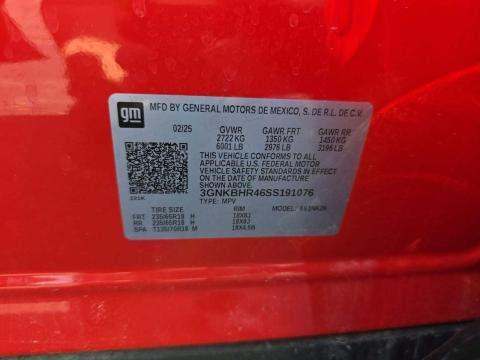 gm
MFD BY GENERAL MOTORS DE MEXICO, S. DE R.L. DE C.V.
02/25 GVWR GAWR FRT GAWR RR
2722 KG 1350 KG 1450 KG
6001 LB 2976 LB 3196 LB
THIS VEHICLE CONFORMS TO ALL
APPLICABLE U.S. FEDERAL MOTOR
VEHICLE SAFETY STANDARDS IN EFFECT
ON THE DATE OF MANUFACTURE SHOWN ABOVE.
3GNKBHR46SS191076
TYPE: MPV
TIRE SIZE RIM
FRT 235/65R18 H 18X8J
RR 235/65R18 H 18X8J
SPA T135/70R18 M 18X4.5B